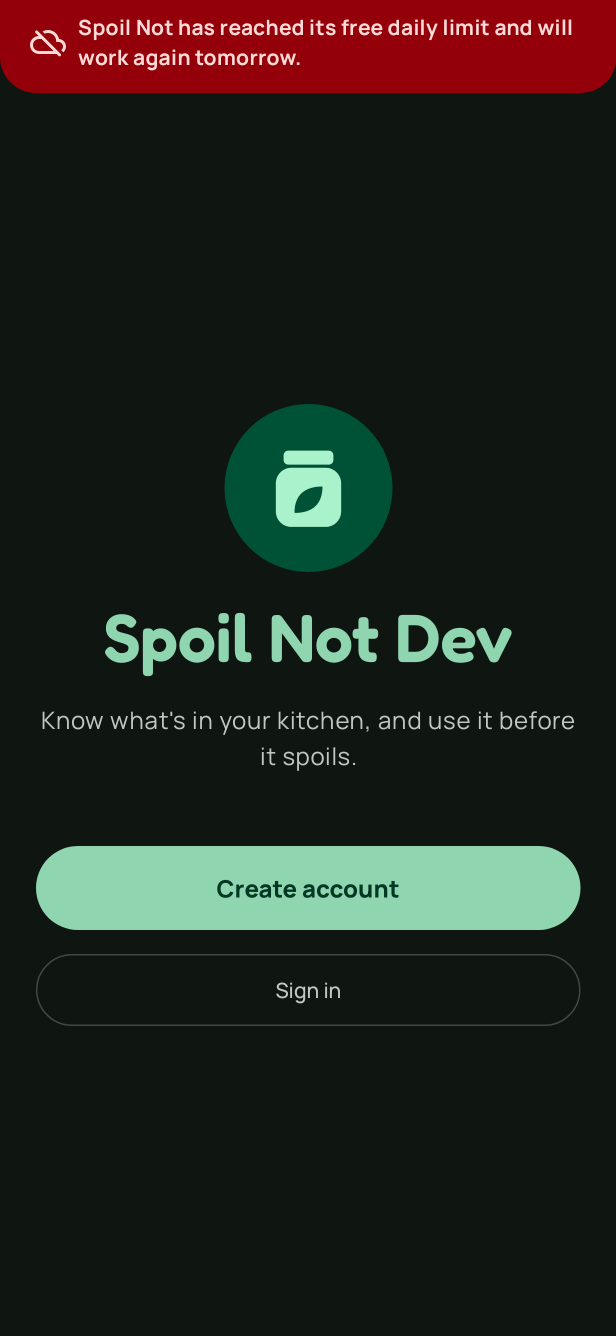 Spoil Not has reached its free daily limit and will
work again tomorrow.
Spoil Not Dev
Know what's in your kitchen, and use it before
it spoils.
Create account
Sign in